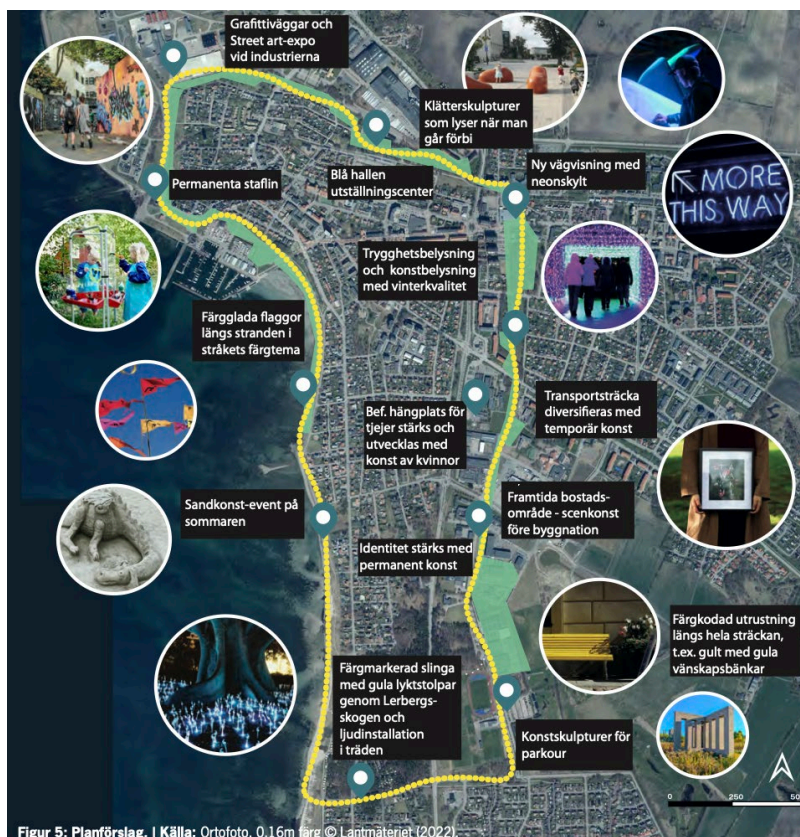 Grafittiväggar och
Street art-expo
vid industrierna
Klätterskulpturer
som lyser när man
går förbi
Permanenta staflin
Blå hallen
utställningscenter
Ny vägvisning med
neonskylt
MORE
THIS WAY
Trygghetsbelysning
och konstbelysning
med vinterkvalitet
Färgglada flaggor
längs stranden i
stråkets färgtema
Bef. hängplats för
tjejer stärks och
utvecklas med
konst av kvinnor
Transportsträcka
diversifieras med
temporär konst
Sandkonst-event på
sommaren
Identitet stärks med
permanent konst
Framtida bostads-
område - scenkonst
före byggnation
Färgkodad utrustning
längs hela sträckan,
t.ex. gult med gula
vänskapsbänkar
Färgmarkerad slinga
med gula lyktstolpar
genom Lerbergs-
skogen och
ljudinstallation
i träden
Konstskulpturer för
parkour
0 250 50
Figur 5: Planförslag. | Källa: Ortofoto, 0.16m färg © Lantmäteriet (2022).